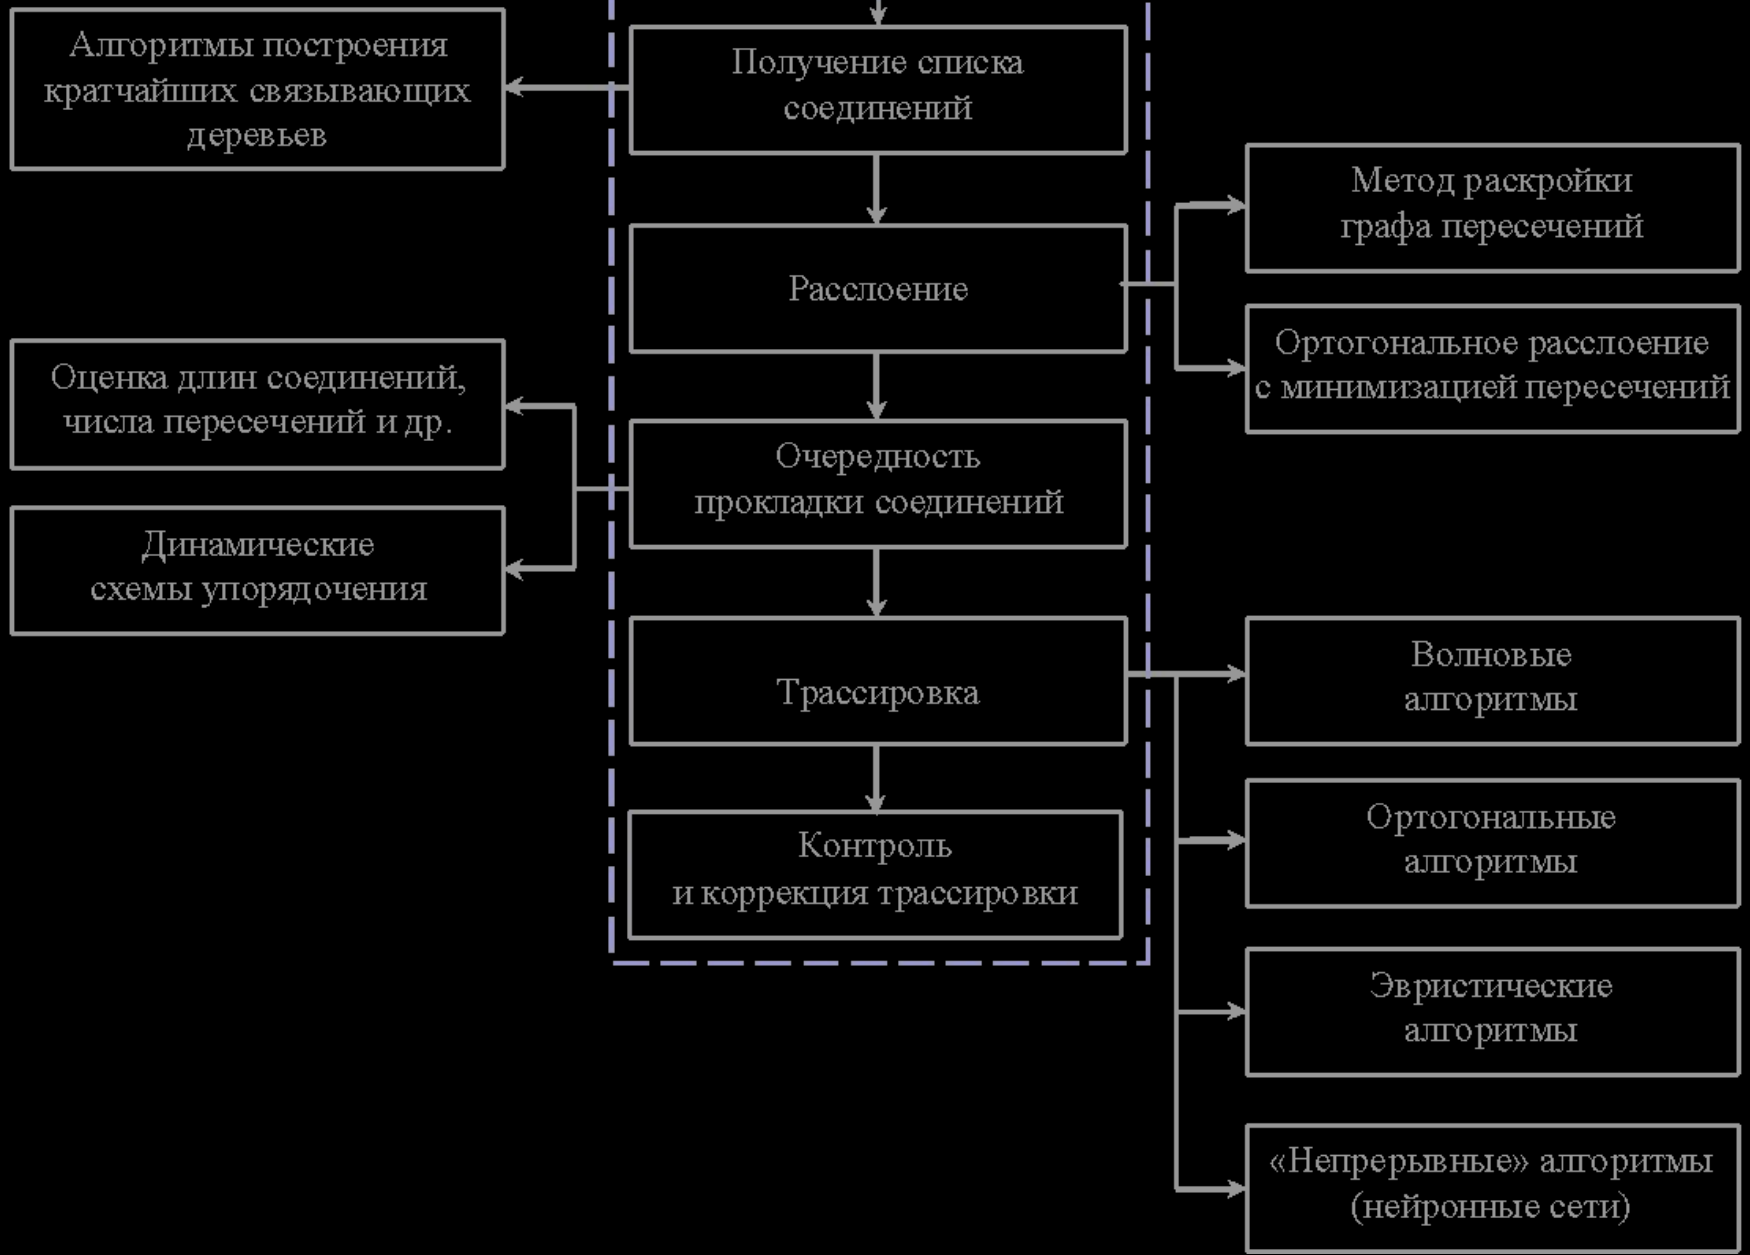 Алгоритмы построения
кратчайших связывающих
деревьев
Получение списка
соединений
Метод раскройки
графа пересечений
Расслоение
Ортогональное расслоение
с минимизацией пересечений
Оценка длин соединений,
числа пересечений и др.
Очередность
прокладки соединений
Динамические
схемы упорядочения
Трассировка
Волновые
алгоритмы
Ортогональные
алгоритмы
Контроль
и коррекция трассировки
Эвристические
алгоритмы
«Непрерывные» алгоритмы
(нейронные сети)